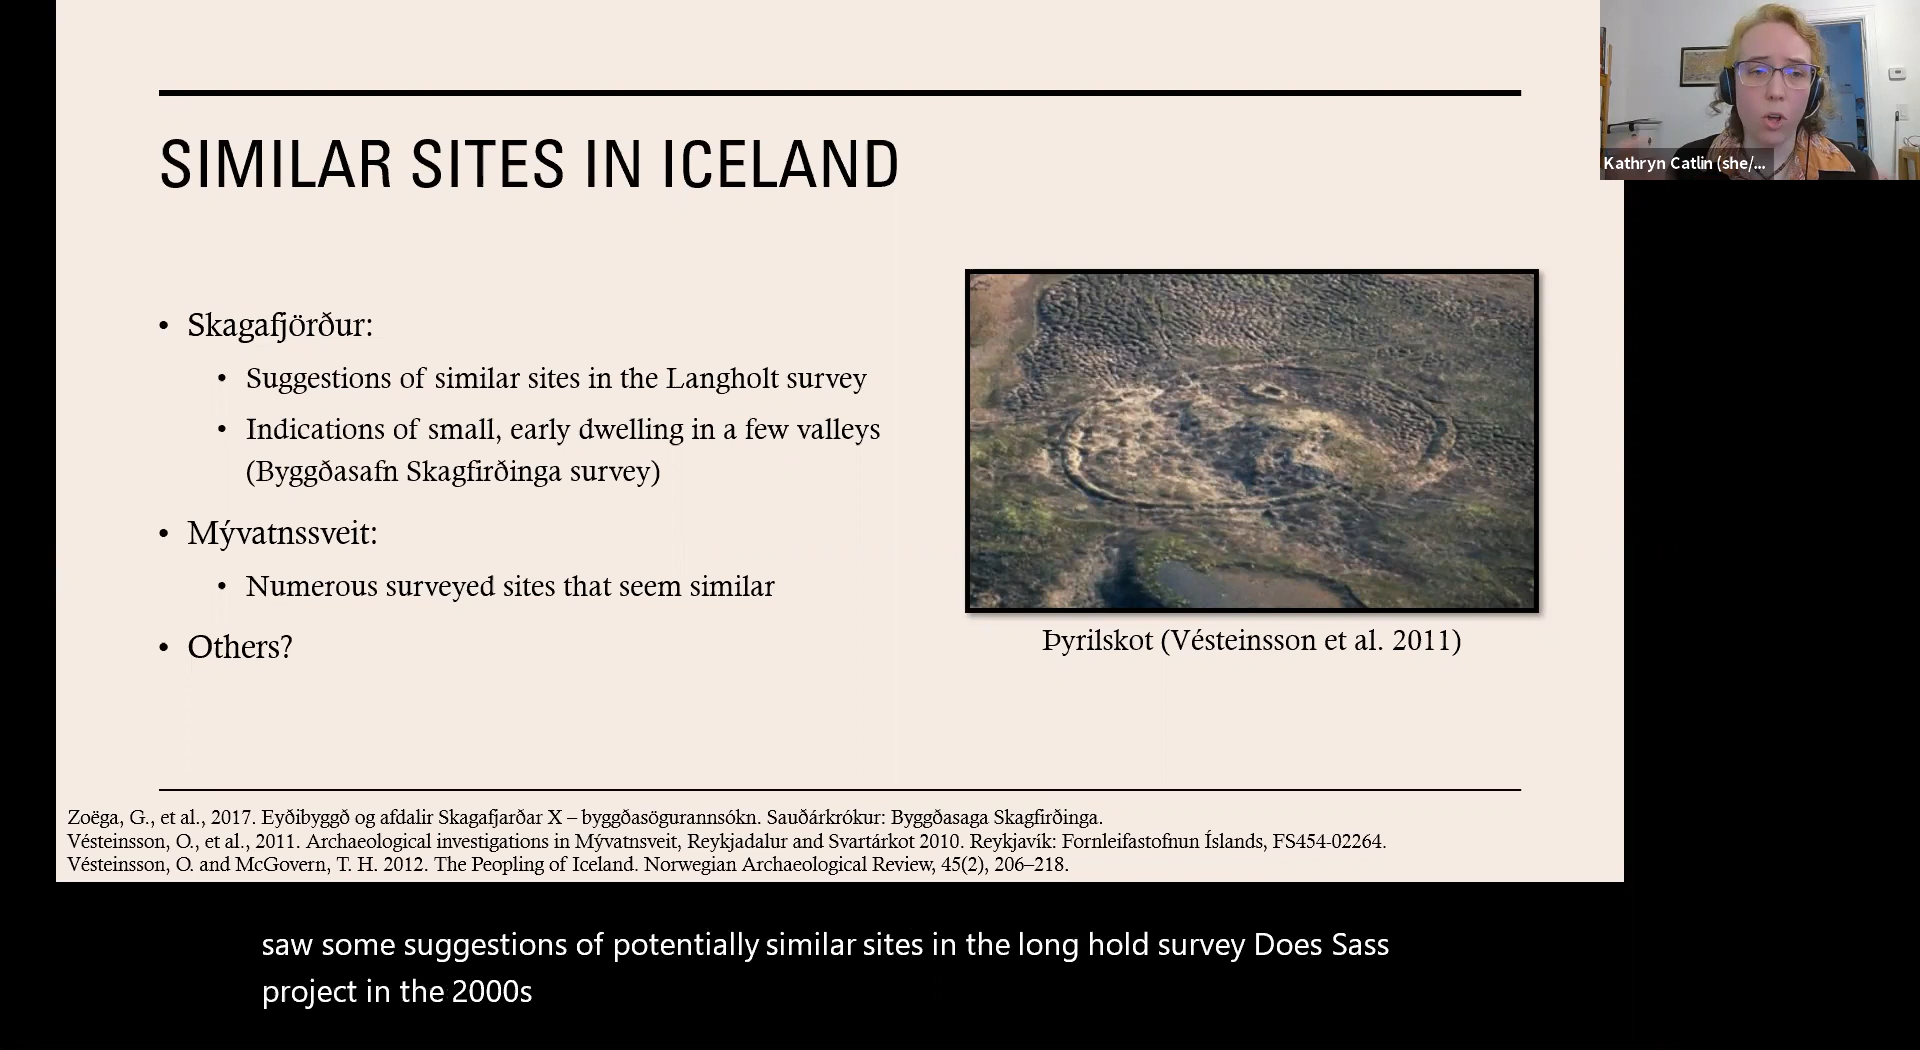 SIMILAR SITES IN ICELAND
• Skagafjörður:
• Suggestions of similar sites in the Langholt survey
• Indications of small, early dwelling in a few valleys
(Byggðasafn Skagfirðinga survey)
• Mývatnssveit:
• Numerous surveyed sites that seem similar
• Others?
Þyrilskot (Vésteinsson et al. 2011)
Zoëga, G., et al., 2017. Eyðibyggð og afdalir Skagafjarðar X – byggðasögurannsókn. Sauðárkrókur: Byggðasaga Skagfirðinga.
Vésteinsson, O., et al., 2011. Archaeological investigations in Mývatnsveit, Reykjadalur and Svartárkot 2010. Reykjavík: Fornleifastofnun Íslands, FS454-02264.
Vésteinsson, O. and McGovern, T. H. 2012. The Peopling of Iceland. Norwegian Archaeological Review, 45(2), 206–218.
Kathryn Catlin (she/...
saw some suggestions of potentially similar sites in the long hold survey Does Sass
project in the 2000s